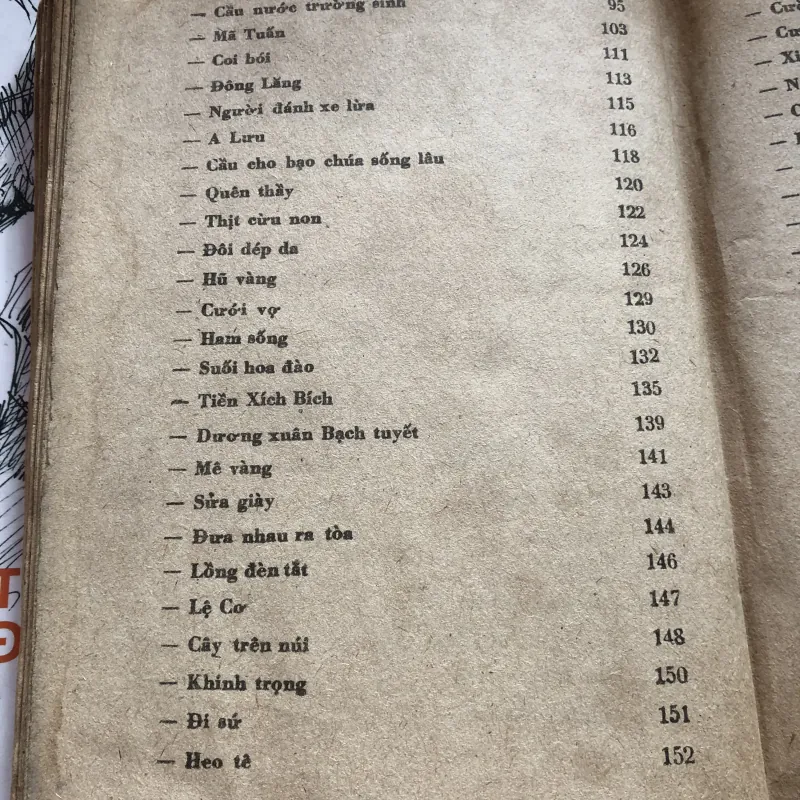 — Cầu nước trường sinh 95
— Mã Tuấn 103
— Coi bói 111
— Đông Lăng 113
— Người đánh xe lừa 115
— A Lưu 116
— Cầu cho bạo chúa sống lâu 118
— Quên thầy 120
— Thịt cừu non 122
— Đôi dép da 124
— Hũ vàng 126
— Cưới vợ 129
— Ham sống 130
— Suối hoa đào 132
— Tiền Xích Bích 135
— Dương xuân Bạch tuyết 139
— Mê vàng 141
— Sửa giày 143
— Đưa nhau ra tòa 144
— Lồng đèn tắt 146
— Lệ Cơ 147
— Cây trên núi 148
— Khinh trọng 150
— Đi sứ 151
— Heo tê 152